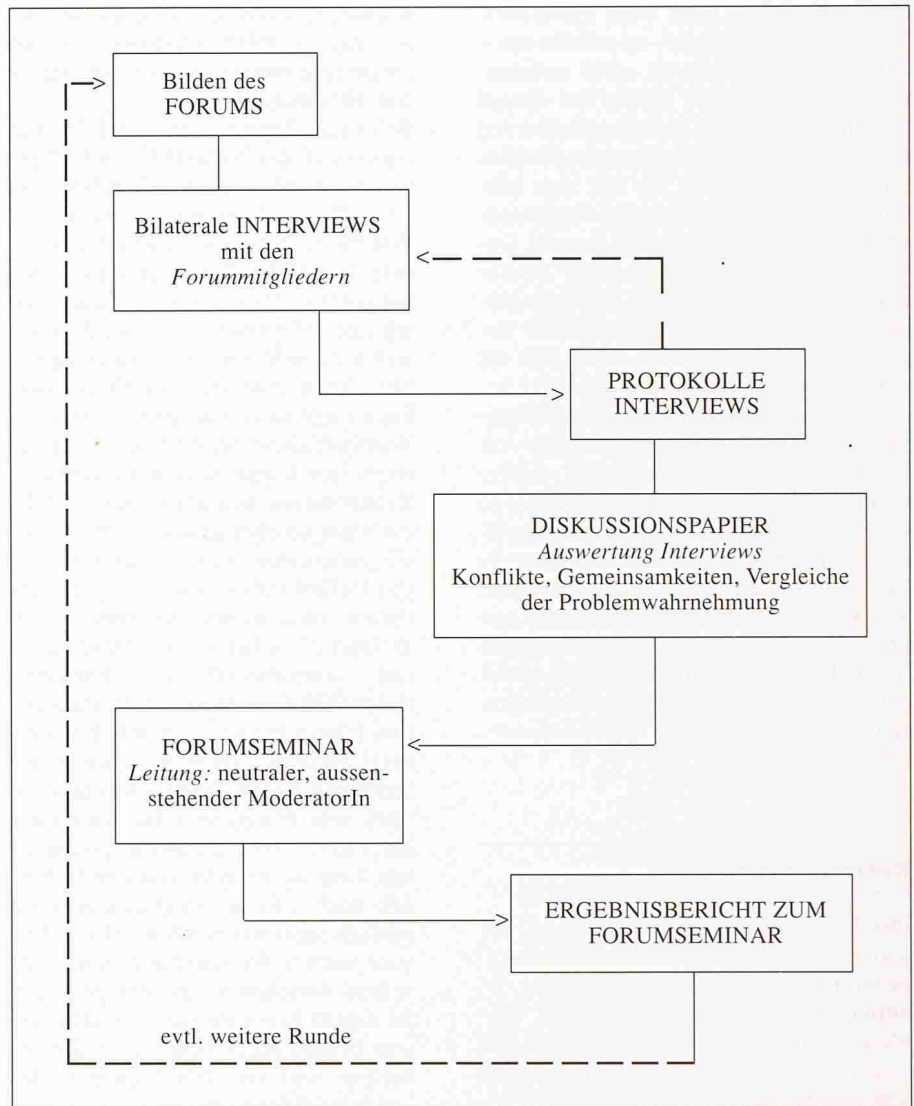 Bilden des
FORUMS
Bilaterale INTERVIEWS
mit den
Forummitgliedern
PROTOKOLLE
INTERVIEWS
DISKUSSIONSPAPIER
Auswertung Interviews
Konflikte, Gemeinsamkeiten, Vergleiche
der Problemwahrnehmung
FORUMSEMINAR
Leitung: neutraler, aussen-
stehender ModeratorIn
ERGEBNISBERICHT ZUM
FORUMSEMINAR
evtl. weitere Runde